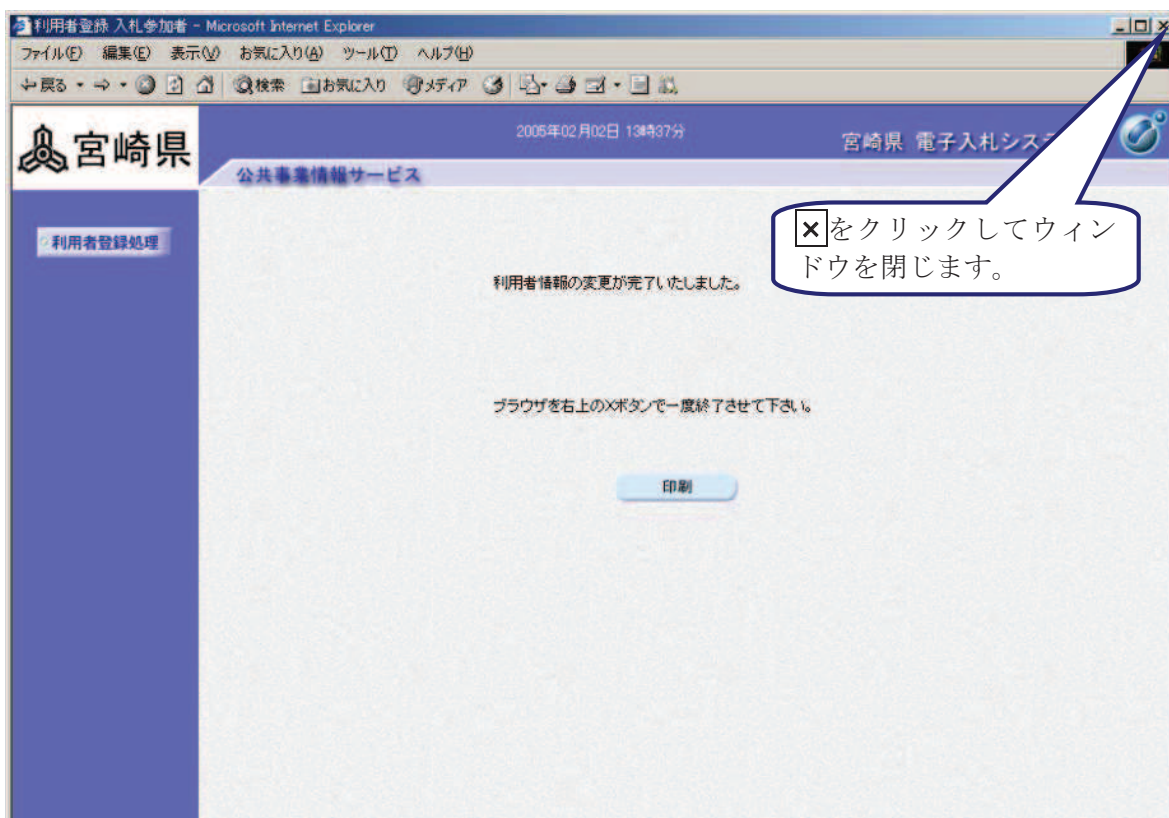 利用者登録 入札参加者 - Microsoft Internet Explorer
ファイル(F) 編集(E) 表示(V) お気に入り(A) ツール(T) ヘルプ(H)
戻る 検索 お気に入り メディア
宮崎県
2005年02月02日 13時37分
宮崎県 電子入札システ
公共事業情報サービス
利用者登録処理
×をクリックしてウィン
ドウを閉じます。
利用者情報の変更が完了いたしました。
ブラウザを右上の×ボタンで一度終了させて下さい。
印刷